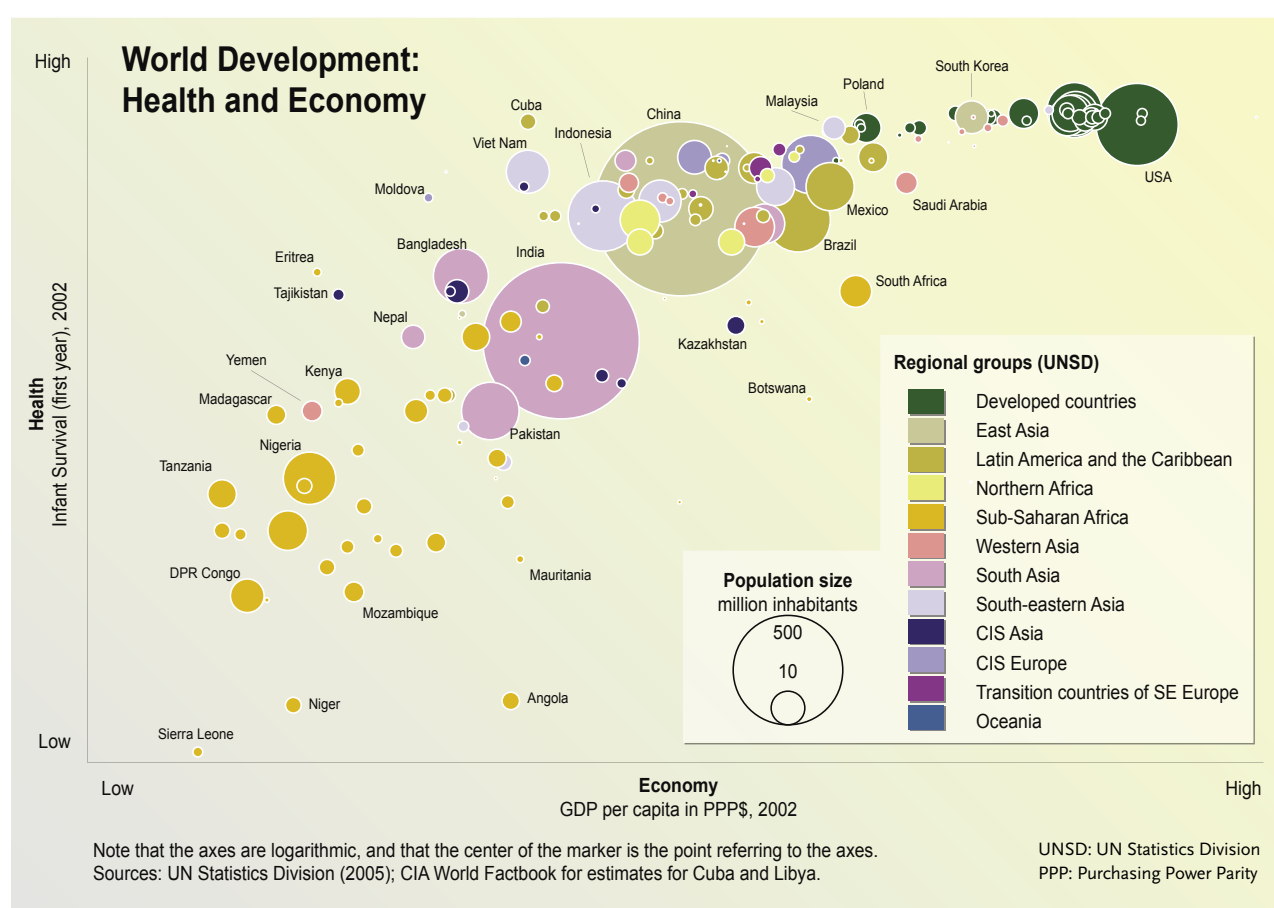 World Development:
Health and Economy
High
Low
Health
Infant Survival (first year), 2002
South Korea
Poland
Malaysia
Cuba
China
Indonesia
Viet Nam
USA
Moldova
Saudi Arabia
Mexico
Bangladesh
India
Brazil
Eritrea
South Africa
Tajikistan
Nepal
Kazakhstan
Yemen
Kenya
Botswana
Madagascar
Pakistan
Nigeria
Tanzania
DPR Congo
Mauritania
Mozambique
Angola
Niger
Sierra Leone
Regional groups (UNSD)
Developed countries
East Asia
Latin America and the Caribbean
Northern Africa
Sub-Saharan Africa
Western Asia
South Asia
South-eastern Asia
CIS Asia
CIS Europe
Transition countries of SE Europe
Oceania
Population size
million inhabitants
500
10
Low
Economy
High
GDP per capita in PPP$, 2002
Note that the axes are logarithmic, and that the center of the marker is the point referring to the axes.
Sources: UN Statistics Division (2005); CIA World Factbook for estimates for Cuba and Libya.
UNSD: UN Statistics Division
PPP: Purchasing Power Parity